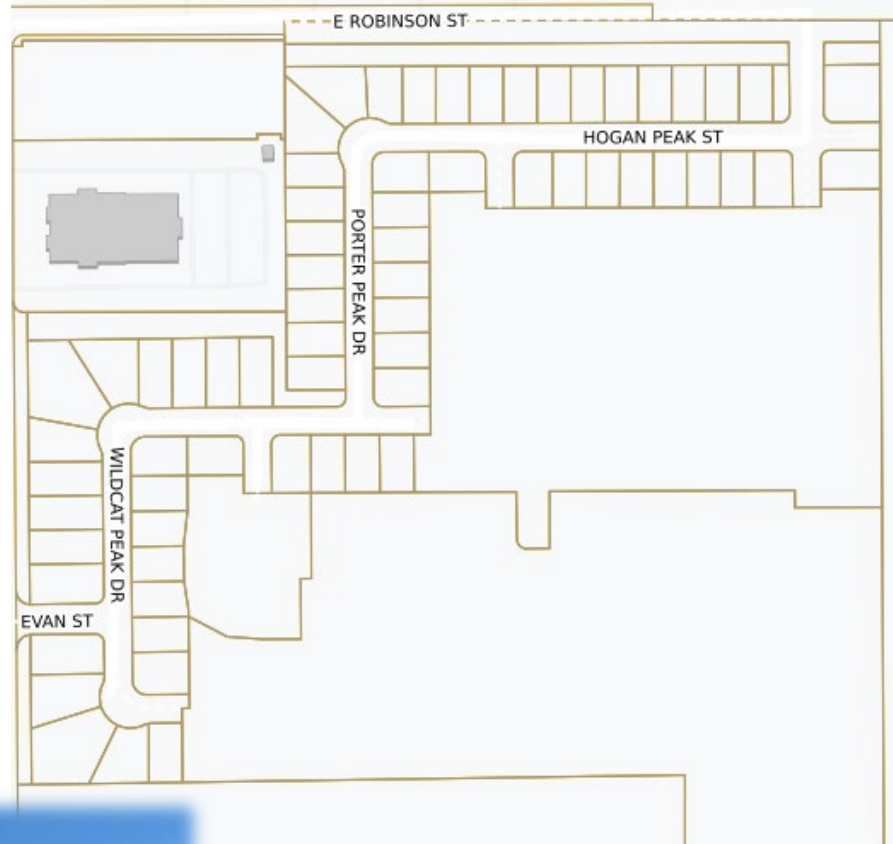 E ROBINSON ST
HOGAN PEAK ST
PORTER PEAK DR
WILDCAT PEAK DR
EVAN ST